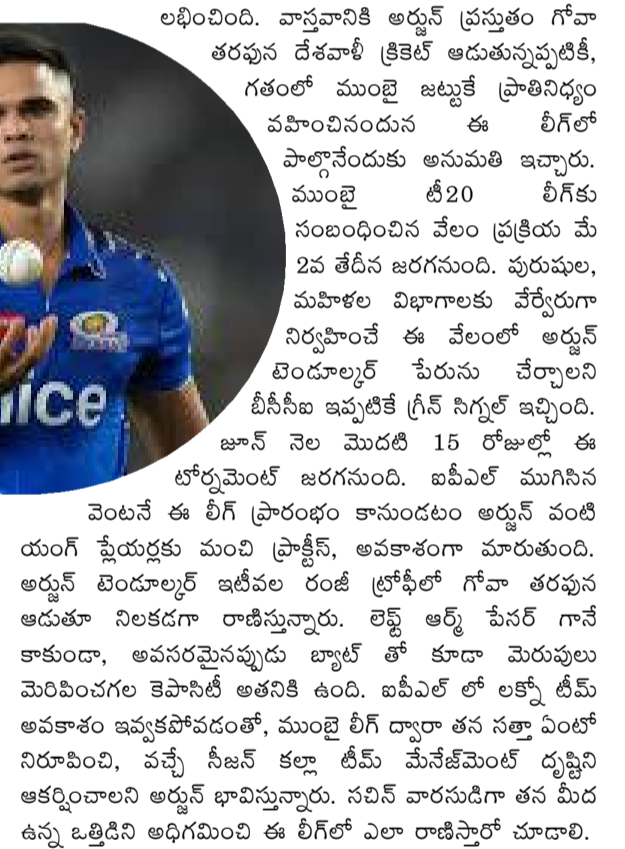 లభించింది. వాస్తవానికి అర్జున్ ప్రస్తుతం గోవా
తరఫున దేశవాళీ క్రికెట్ ఆడుతున్నప్పటికీ,
గతంలో ముంబై జట్టుకే ప్రాతినిధ్యం
వహించినందున ఈ లీగ్‌లో
పాల్గొనేందుకు అనుమతి ఇచ్చారు.
ముంబై టీ20 లీగ్‌కు
సంబంధించిన వేలం ప్రక్రియ మే
2వ తేదీన జరగనుంది. పురుషుల,
మహిళల విభాగాలకు వేర్వేరుగా
నిర్వహించే ఈ వేలంలో అర్జున్
టెండూల్కర్ పేరును చేర్చాలని
బీసీసీఐ ఇప్పటికే గ్రీన్ సిగ్నల్ ఇచ్చింది.
జూన్ నెల మొదటి 15 రోజుల్లో ఈ
టోర్నమెంట్ జరగనుంది. ఐపీఎల్ ముగిసిన
వెంటనే ఈ లీగ్ ప్రారంభం కానుండటం అర్జున్ వంటి
యంగ్ ప్లేయర్లకు మంచి ప్రాక్టీస్, అవకాశంగా మారుతుంది.
అర్జున్ టెండూల్కర్ ఇటీవల రంజీ ట్రోఫీలో గోవా తరఫున
ఆడుతూ నిలకడగా రాణిస్తున్నారు. లెఫ్ట్ ఆర్మ్ పేసర్ గానే
కాకుండా, అవసరమైనప్పుడు బ్యాట్ తో కూడా మెరుపులు
మెరిపించగల కెపాసిటీ అతనికి ఉంది. ఐపీఎల్ లో లక్నో టీమ్
అవకాశం ఇవ్వకపోవడంతో, ముంబై లీగ్ ద్వారా తన సత్తా ఏంటో
నిరూపించి, వచ్చే సీజన్ కల్లా టీమ్ మేనేజ్‌మెంట్ దృష్టిని
ఆకర్షించాలని అర్జున్ భావిస్తున్నారు. సచిన్ వారసుడిగా తన మీద
ఉన్న ఒత్తిడిని అధిగమించి ఈ లీగ్‌లో ఎలా రాణిస్తారో చూడాలి.